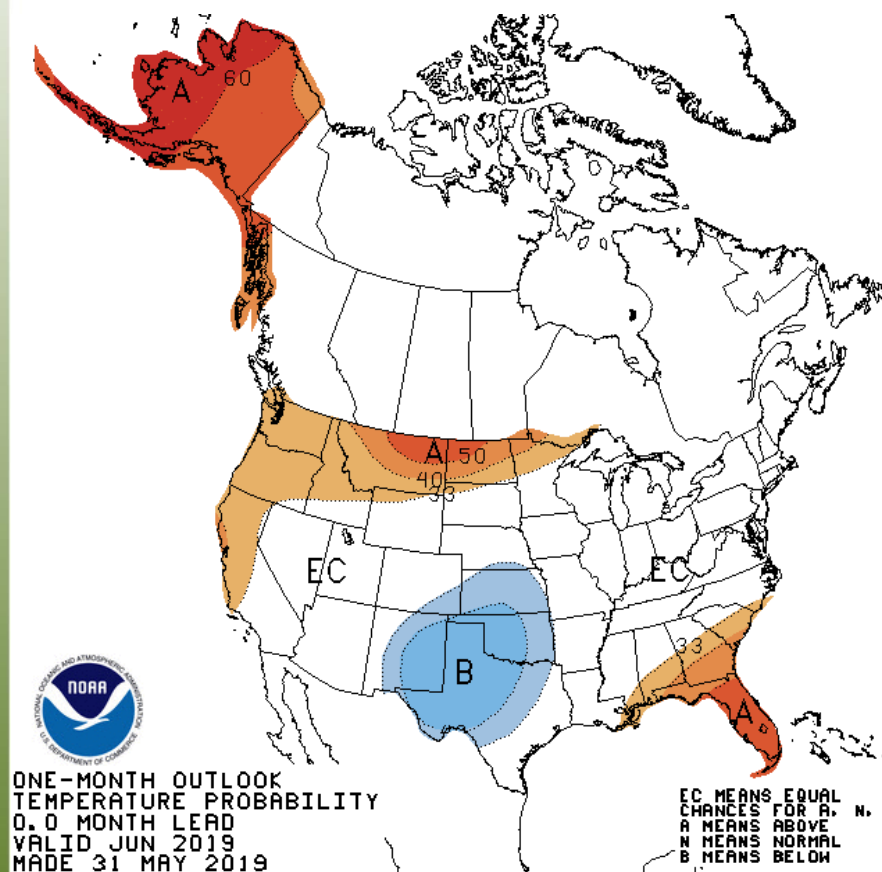 A
60
A
50
40
33
EC
EC
33
B
A
NATIONAL OCEANIC AND ATMOSPHERIC ADMINISTRATION
NOAA
U.S. DEPARTMENT OF COMMERCE
ONE-MONTH OUTLOOK
TEMPERATURE PROBABILITY
0.0 MONTH LEAD
VALID JUN 2019
MADE 31 MAY 2019
EC MEANS EQUAL
CHANCES FOR A, N,
A MEANS ABOVE
N MEANS NORMAL
B MEANS BELOW